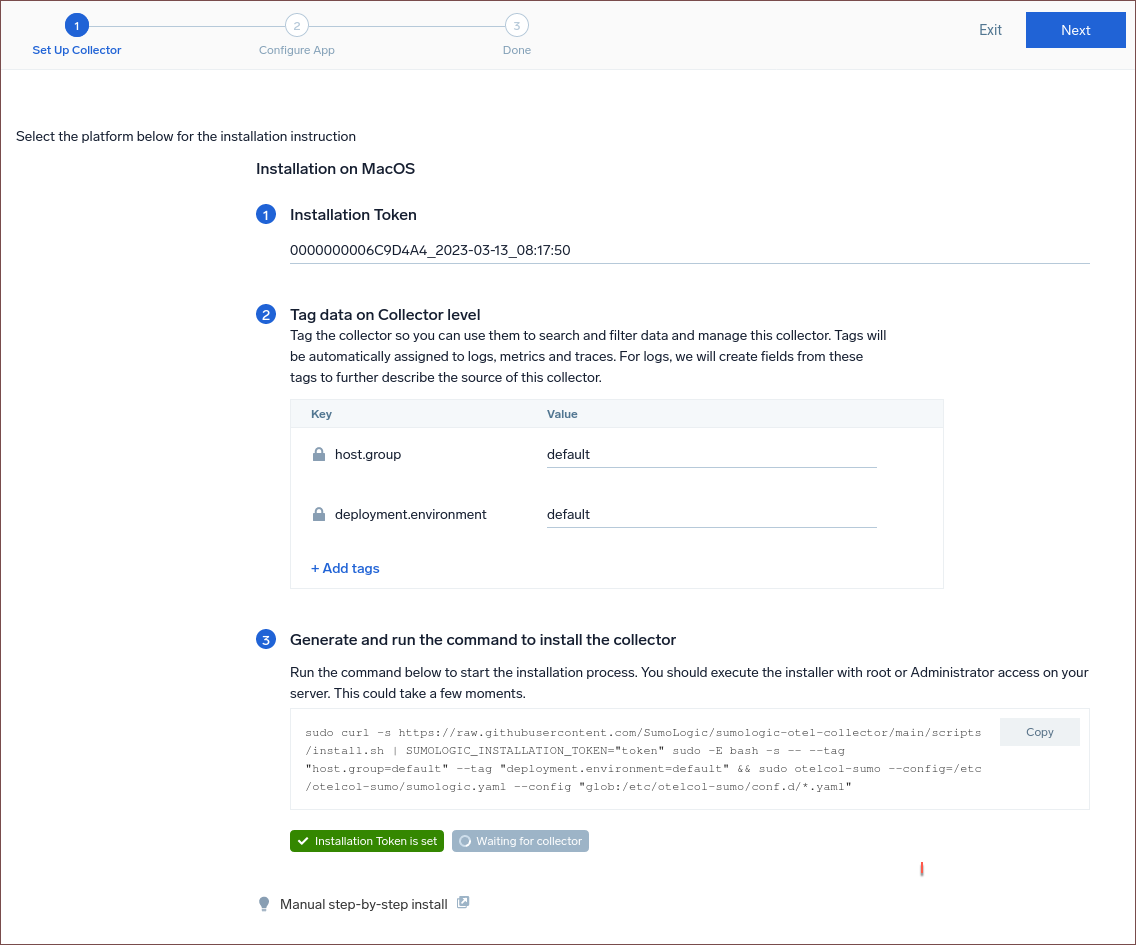 1
2
3
Set Up Collector
Configure App
Done
Exit
Next
Select the platform below for the installation instruction
Installation on MacOS
1 Installation Token
0000000006C9D4A4_2023-03-13_08:17:50
2 Tag data on Collector level
Tag the collector so you can use them to search and filter data and manage this collector. Tags will
be automatically assigned to logs, metrics and traces. For logs, we will create fields from these
tags to further describe the source of this collector.
Key Value
host.group default
deployment.environment default
+ Add tags
3 Generate and run the command to install the collector
Run the command below to start the installation process. You should execute the installer with root or Administrator access on your
server. This could take a few moments.
sudo curl -s https://raw.githubusercontent.com/SumoLogic/sumologic-otel-collector/main/scripts
/install.sh | SUMOLOGIC_INSTALLATION_TOKEN="token" sudo -E bash -s -- --tag
"host.group=default" --tag "deployment.environment=default" && sudo otelcol-sumo --config=/etc
/otelcol-sumo/sumologic.yaml --config "glob:/etc/otelcol-sumo/conf.d/*.yaml"
Copy
Installation Token is set
Waiting for collector
Manual step-by-step install